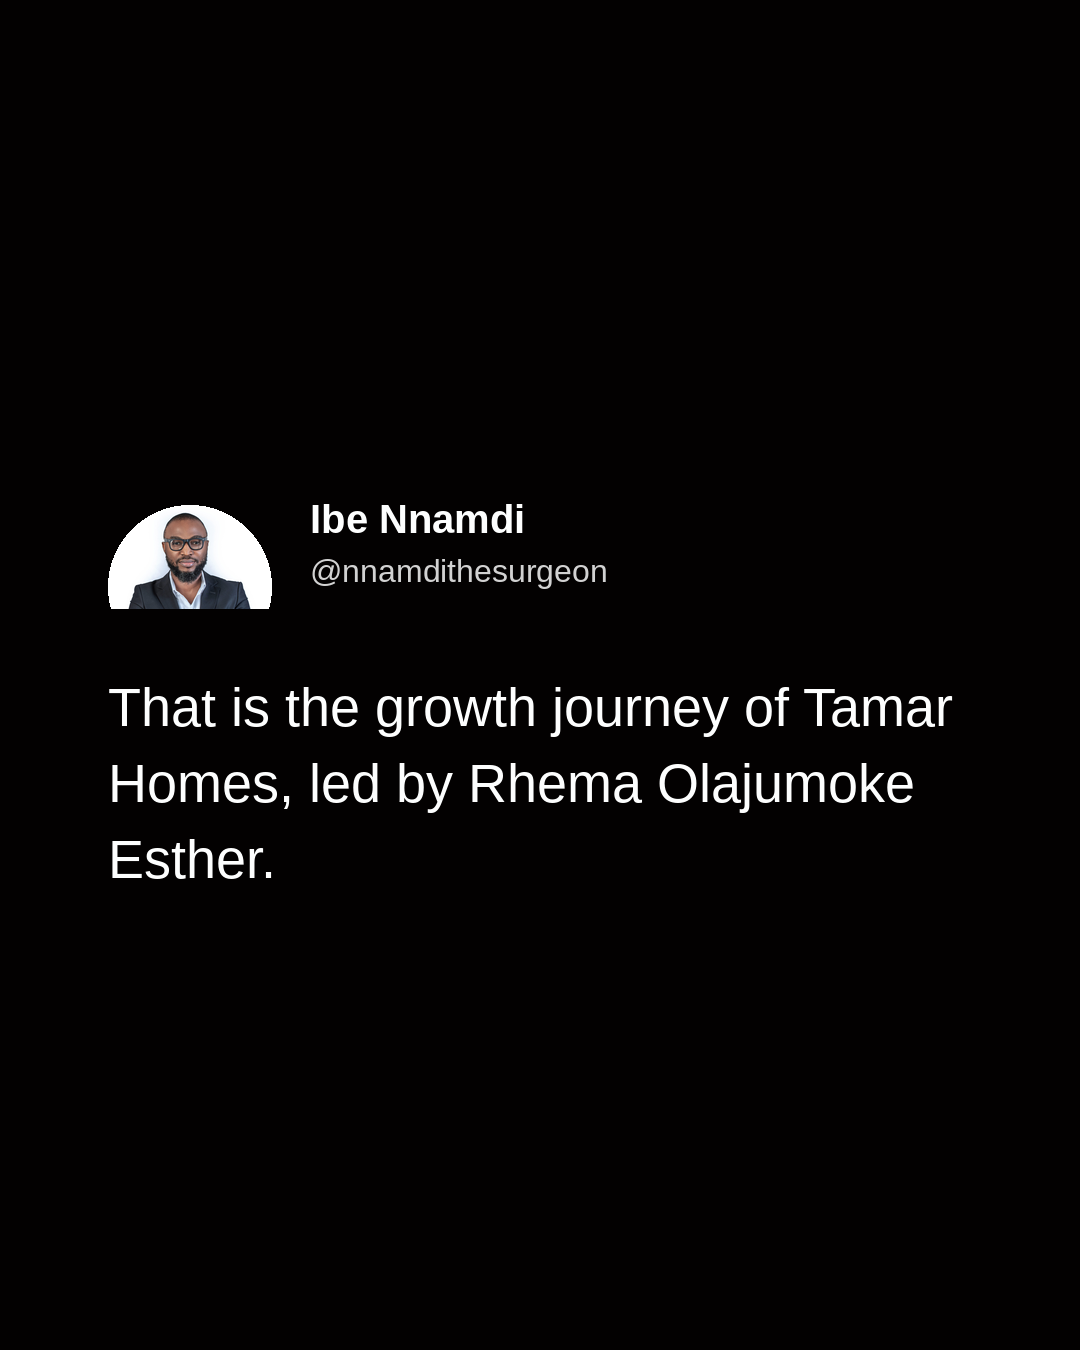 Ibe Nnamdi
@nnamdithesurgeon
That is the growth journey of Tamar
Homes, led by Rhema Olajumoke
Esther.